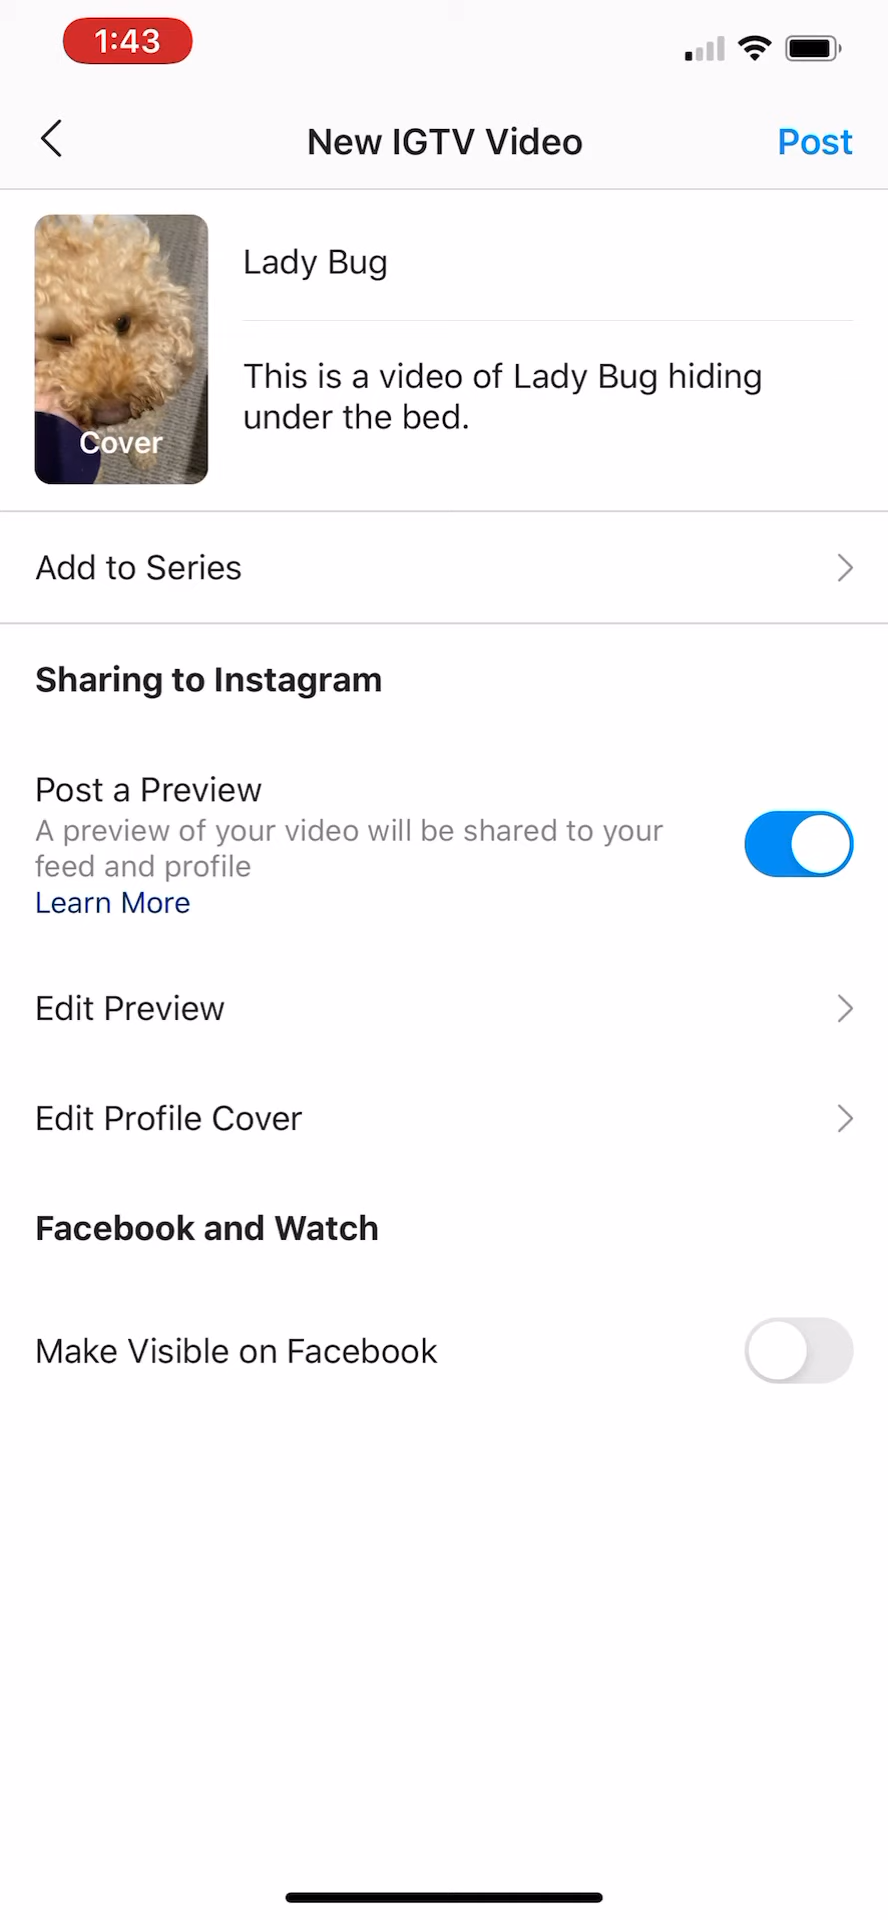 1:43
New IGTV Video
Post
Lady Bug
This is a video of Lady Bug hiding
under the bed.
Cover
Add to Series
Sharing to Instagram
Post a Preview
A preview of your video will be shared to your
feed and profile
Learn More
Edit Preview
Edit Profile Cover
Facebook and Watch
Make Visible on Facebook